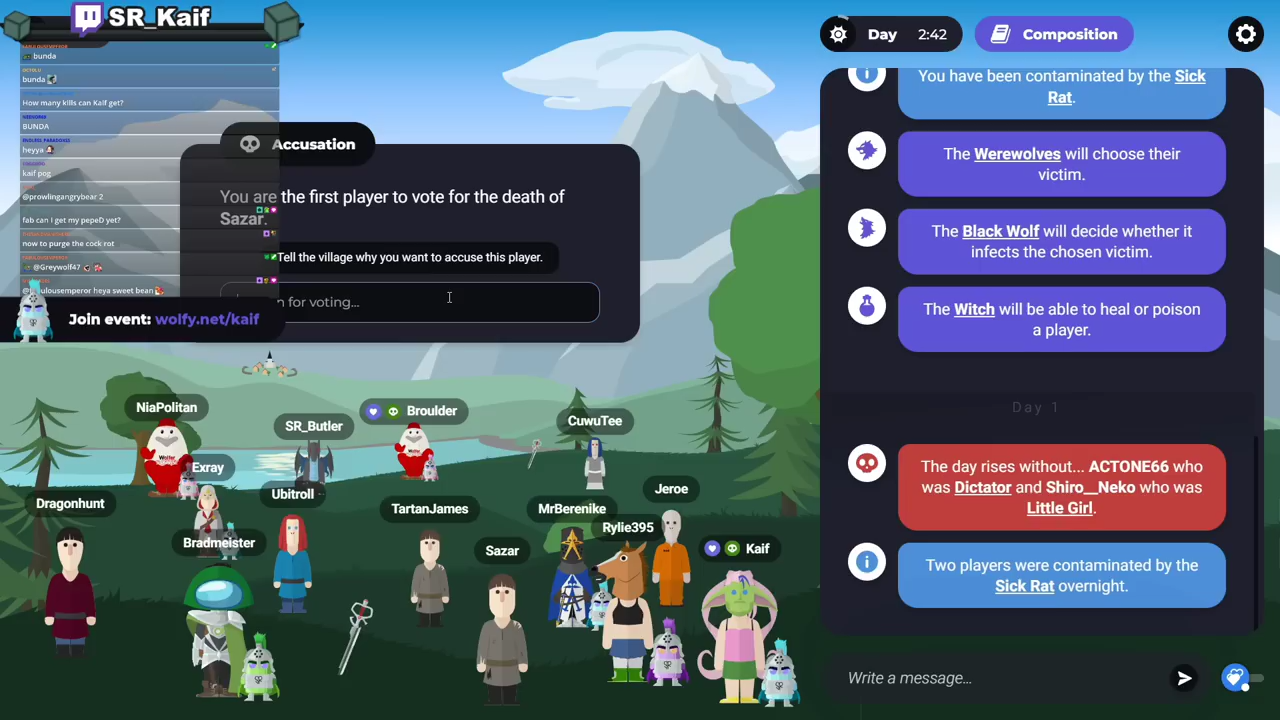 SR_Kaif
bunda
OCTOLU
bunda
How many kills can Kaif get?
BUNDA
heyya
kaif pog
@prowlingangrybear 2
fab can I get my pepeD yet?
now to purge the cock rot
@Greywolf47
@fabulousemperor heya sweet bean
Join event: wolfy.net/kaif
Accusation
You are the first player to vote for the death of
Sazar.
Tell the village why you want to accuse this player.
n for voting...
NiaPolitan
SR_Butler
Broulder
CuwuTee
Exray
Ubitroll
Dragonhunt
Bradmeister
TartanJames
Sazar
MrBerenike
Rylie395
Jeroe
Kaif
Day 2:42
Composition
You have been contaminated by the Sick
Rat.
The Werewolves will choose their
victim.
The Black Wolf will decide whether it
infects the chosen victim.
The Witch will be able to heal or poison
a player.
Day 1
The day rises without... ACTONE66 who
was Dictator and Shiro__Neko who was
Little Girl.
Two players were contaminated by the
Sick Rat overnight.
Write a message...